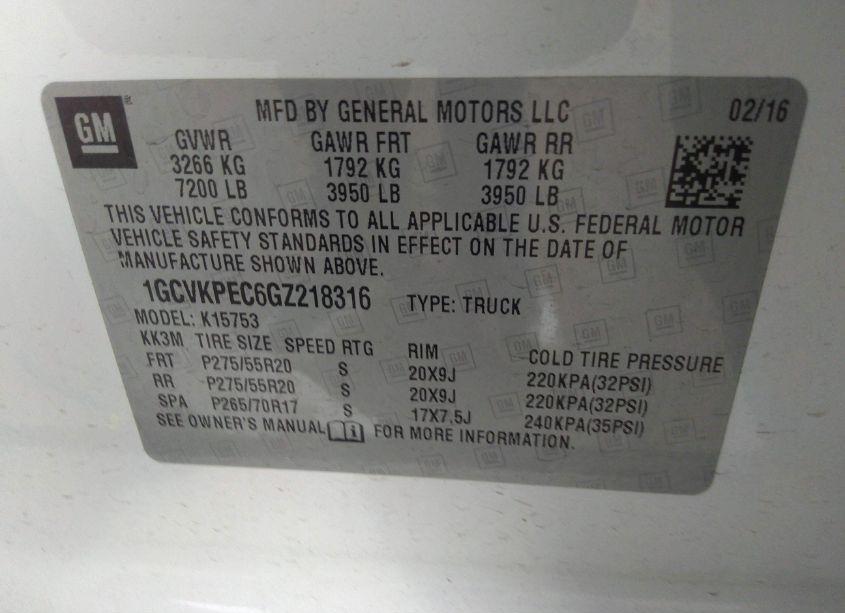 GM
MFD BY GENERAL MOTORS LLC 02/16
GVWR GAWR FRT GAWR RR
3266 KG 1792 KG 1792 KG
7200 LB 3950 LB 3950 LB
THIS VEHICLE CONFORMS TO ALL APPLICABLE U.S. FEDERAL MOTOR
VEHICLE SAFETY STANDARDS IN EFFECT ON THE DATE OF
MANUFACTURE SHOWN ABOVE.
1GCVKPEC6GZ218316 TYPE: TRUCK
MODEL: K15753
KK3M TIRE SIZE SPEED RTG RIM COLD TIRE PRESSURE
FRT P275/55R20 S 20X9J 220KPA(32PSI)
RR P275/55R20 S 20X9J 220KPA(32PSI)
SPA P265/70R17 S 17X7.5J 240KPA(35PSI)
SEE OWNER'S MANUAL FOR MORE INFORMATION.